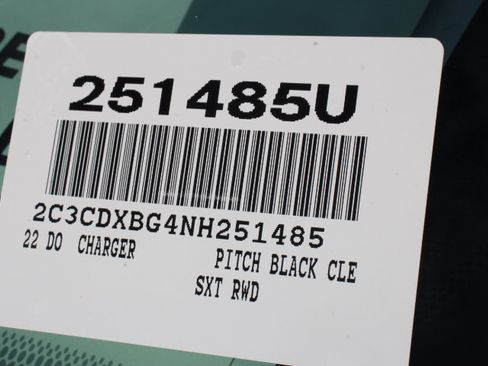 251485U
2C3CDXBG4NH251485
22 DO CHARGER PITCH BLACK CLE
SXT RWD